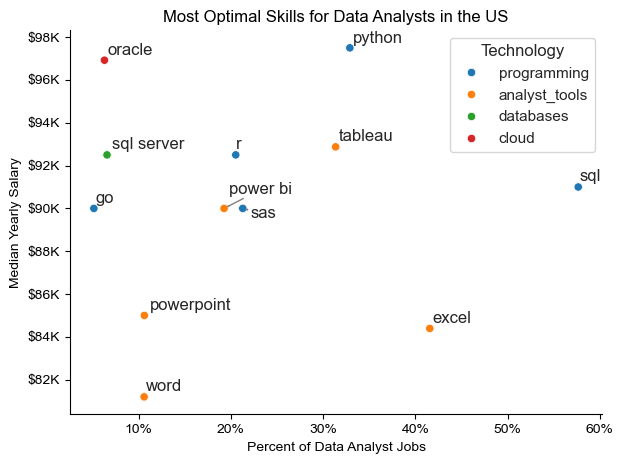 Most Optimal Skills for Data Analysts in the US
$98K
python
oracle
Technology
programming
analyst_tools
databases
cloud
$96K
$94K
tableau
sql server
r
$92K
sql
power bi
go
sas
$90K
Median Yearly Salary
$88K
$86K
powerpoint
excel
$84K
$82K
word
10%
20%
30%
40%
50%
60%
Percent of Data Analyst Jobs